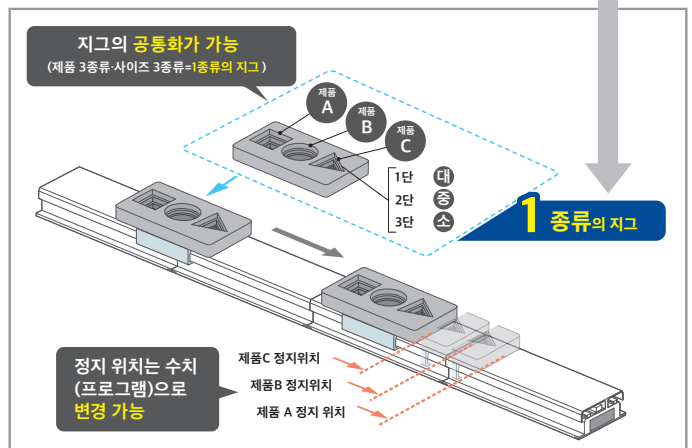 지그의 공통화가 가능
(제품 3종류·사이즈 3종류=1종류의 지그)
제품
A
제품
B
제품
C
1단 대
2단 중
3단 소
1 종류의 지그
정지 위치는 수치
(프로그램)으로
변경 가능
제품C 정지위치
제품B 정지위치
제품 A 정지 위치